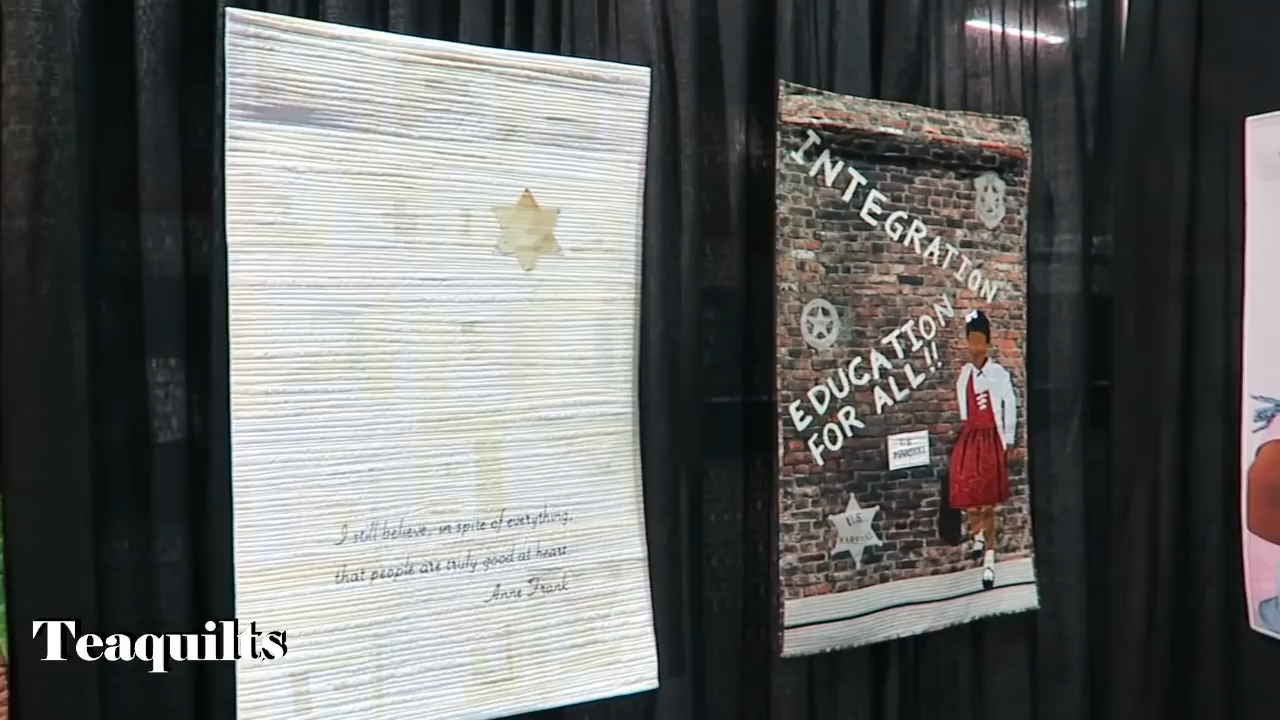 I still believe, in spite of everything,
that people are truly good at heart
Anne Frank
INTEGRATION
EDUCATION
FOR ALL!!
U.S.
MARSHALS
U.S.
MARSHAL
Teaquilts